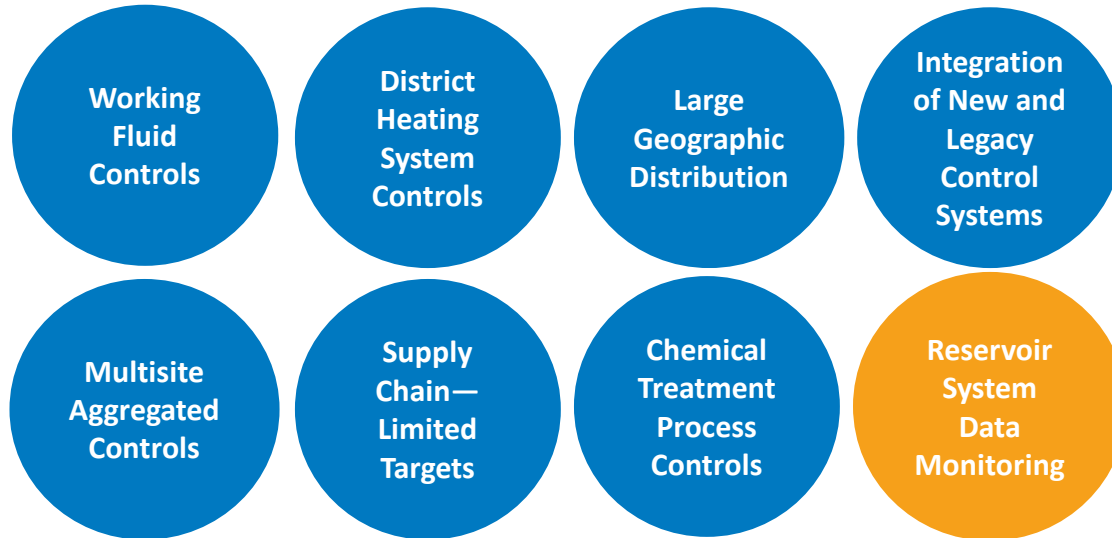 Working
Fluid
Controls
District
Heating
System
Controls
Large
Geographic
Distribution
Integration
of New and
Legacy
Control
Systems
Multisite
Aggregated
Controls
Supply
Chain—
Limited
Targets
Chemical
Treatment
Process
Controls
Reservoir
System
Data
Monitoring